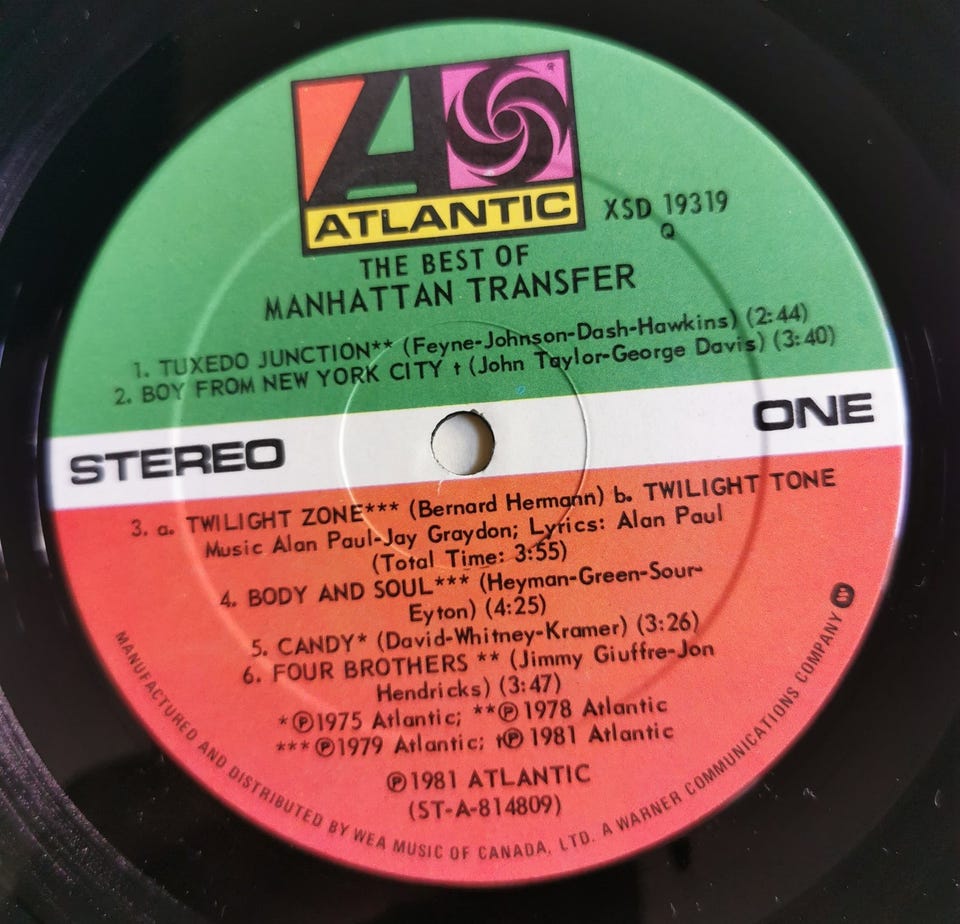 ATLANTIC
XSD 19319
Q
THE BEST OF
MANHATTAN TRANSFER
1. TUXEDO JUNCTION** (Feyne-Johnson-Dash-Hawkins) (2:44)
2. BOY FROM NEW YORK CITY † (John Taylor-George Davis) (3:40)
STEREO
ONE
3. a. TWILIGHT ZONE*** (Bernard Hermann) b. TWILIGHT TONE
Music Alan Paul-Jay Graydon; Lyrics: Alan Paul
(Total Time: 3:55)
4. BODY AND SOUL*** (Heyman-Green-Sour-
Eyton) (4:25)
5. CANDY* (David-Whitney-Kramer) (3:26)
6. FOUR BROTHERS ** (Jimmy Giuffre-Jon
Hendricks) (3:47)
*℗1975 Atlantic; **℗ 1978 Atlantic
***℗1979 Atlantic; †℗ 1981 Atlantic
℗1981 ATLANTIC
(ST-A-814809)
MANUFACTURED AND DISTRIBUTED BY WEA MUSIC OF CANADA, LTD. A WARNER COMMUNICATIONS COMPANY